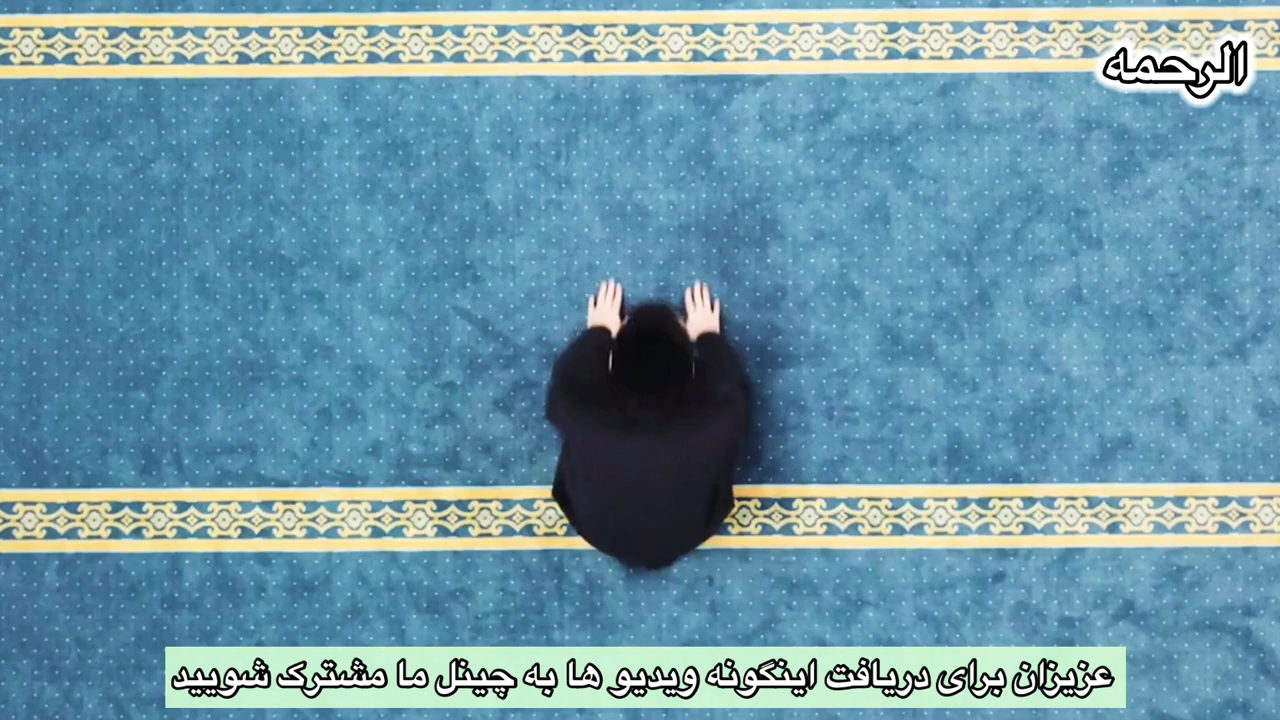 الرحمه
عزیزان برای دریافت اینگونه ویدیو ها به چینل ما مشترک شویید